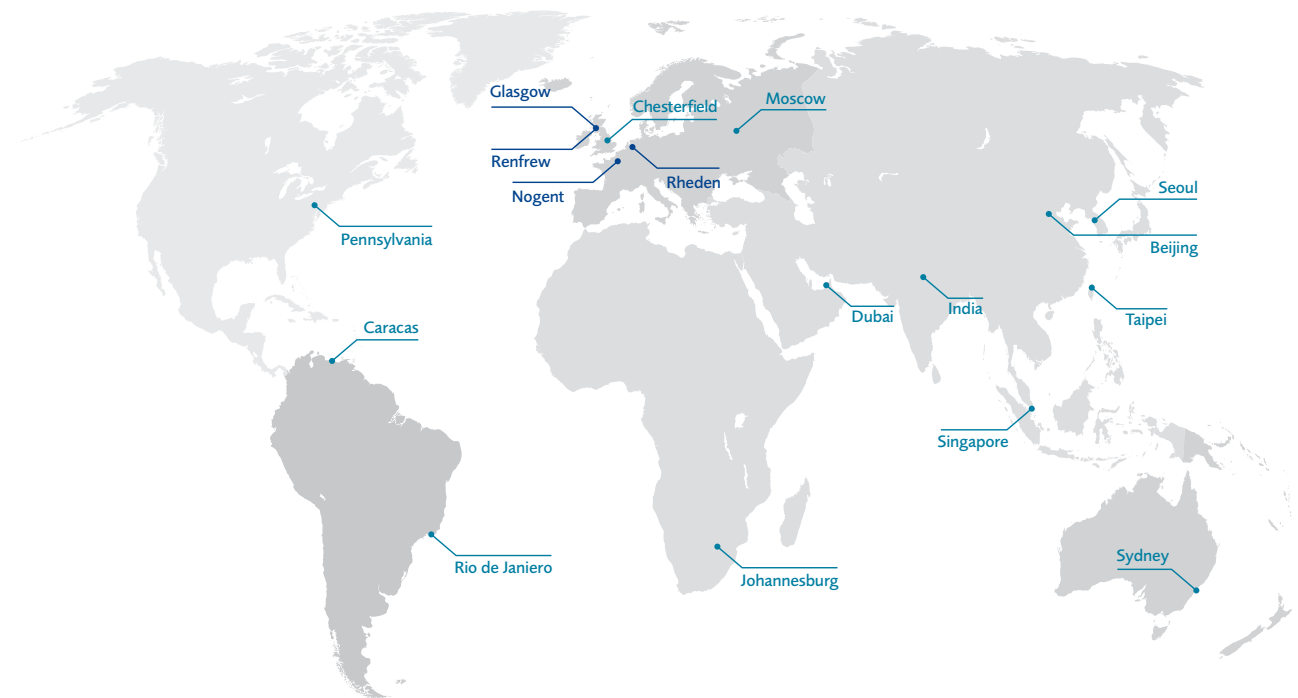 Glasgow
Chesterfield
Moscow
Renfrew
Rheden
Nogent
Seoul
Pennsylvania
Beijing
Dubai
India
Taipei
Caracas
Singapore
Sydney
Rio de Janiero
Johannesburg